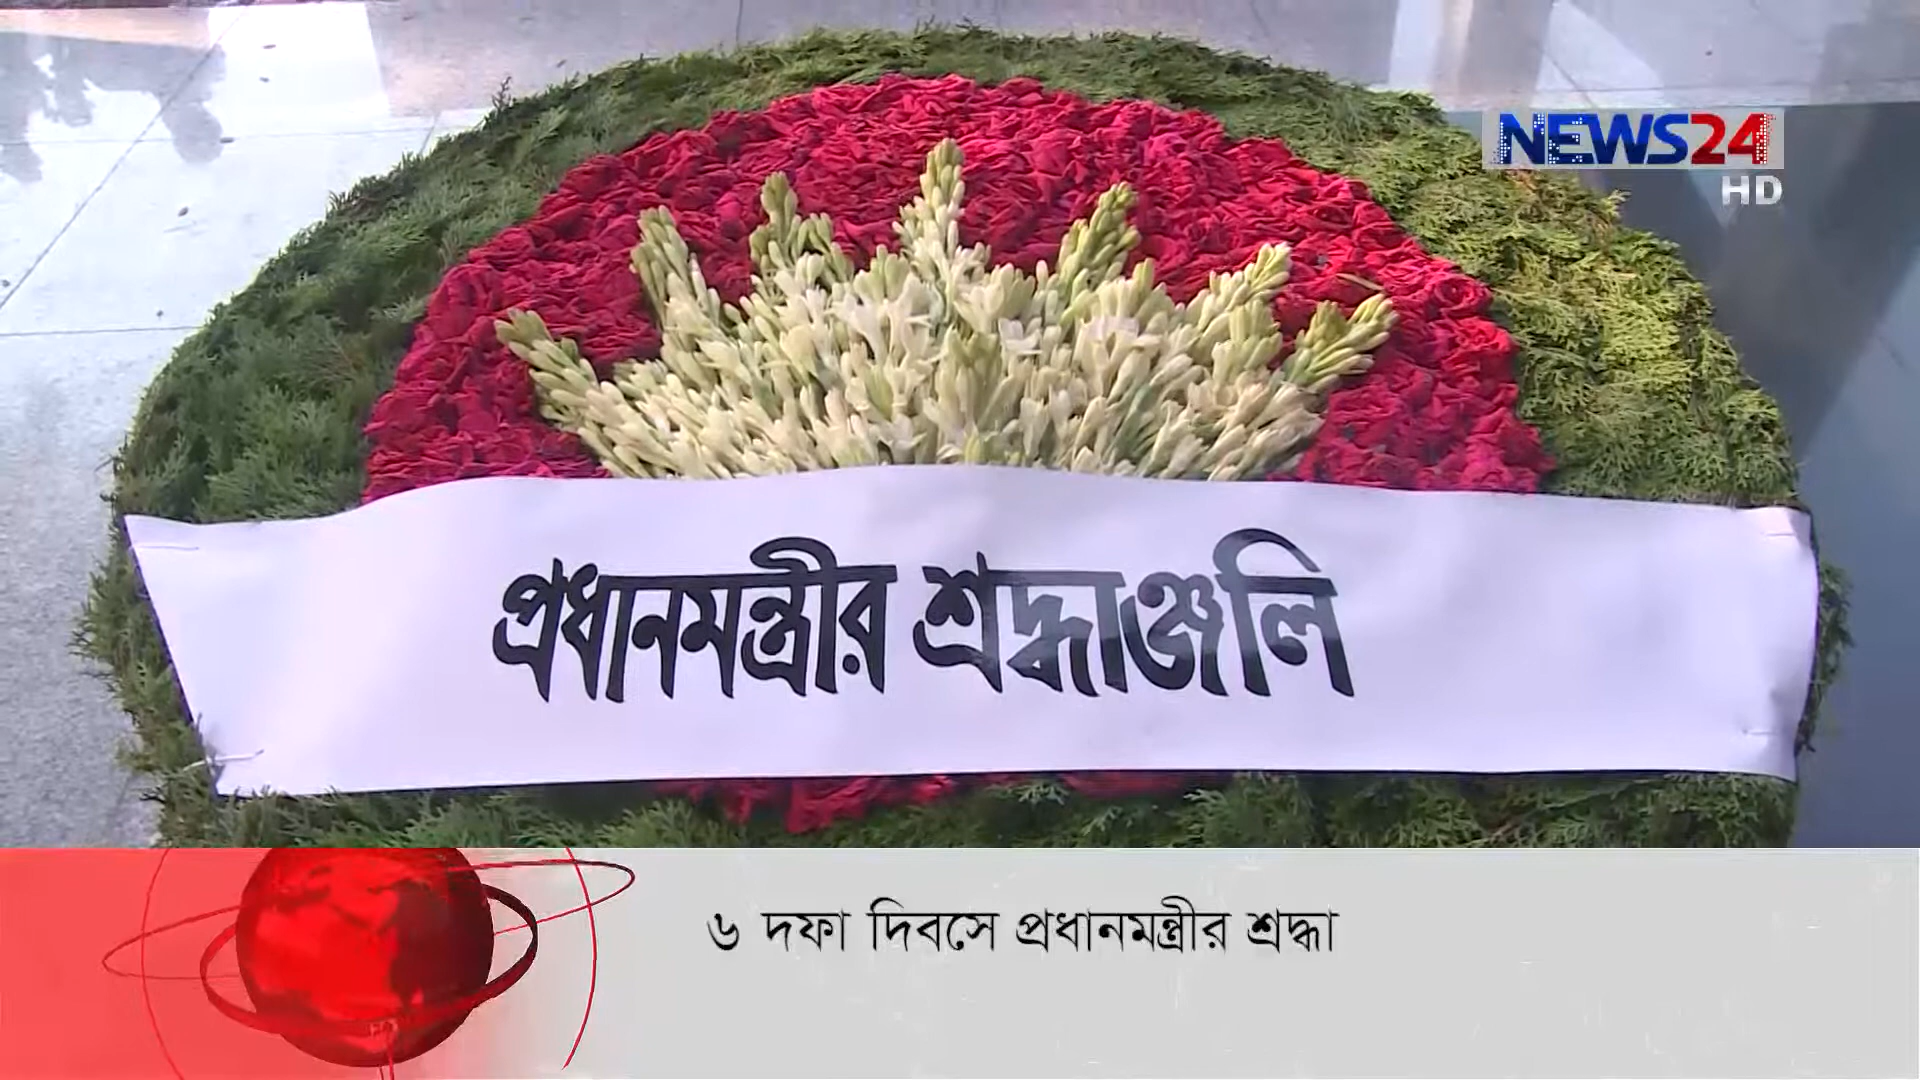 NEWS24
HD
প্রধানমন্ত্রীর শ্রদ্ধাঞ্জলি
৬ দফা দিবসে প্রধানমন্ত্রীর শ্রদ্ধা